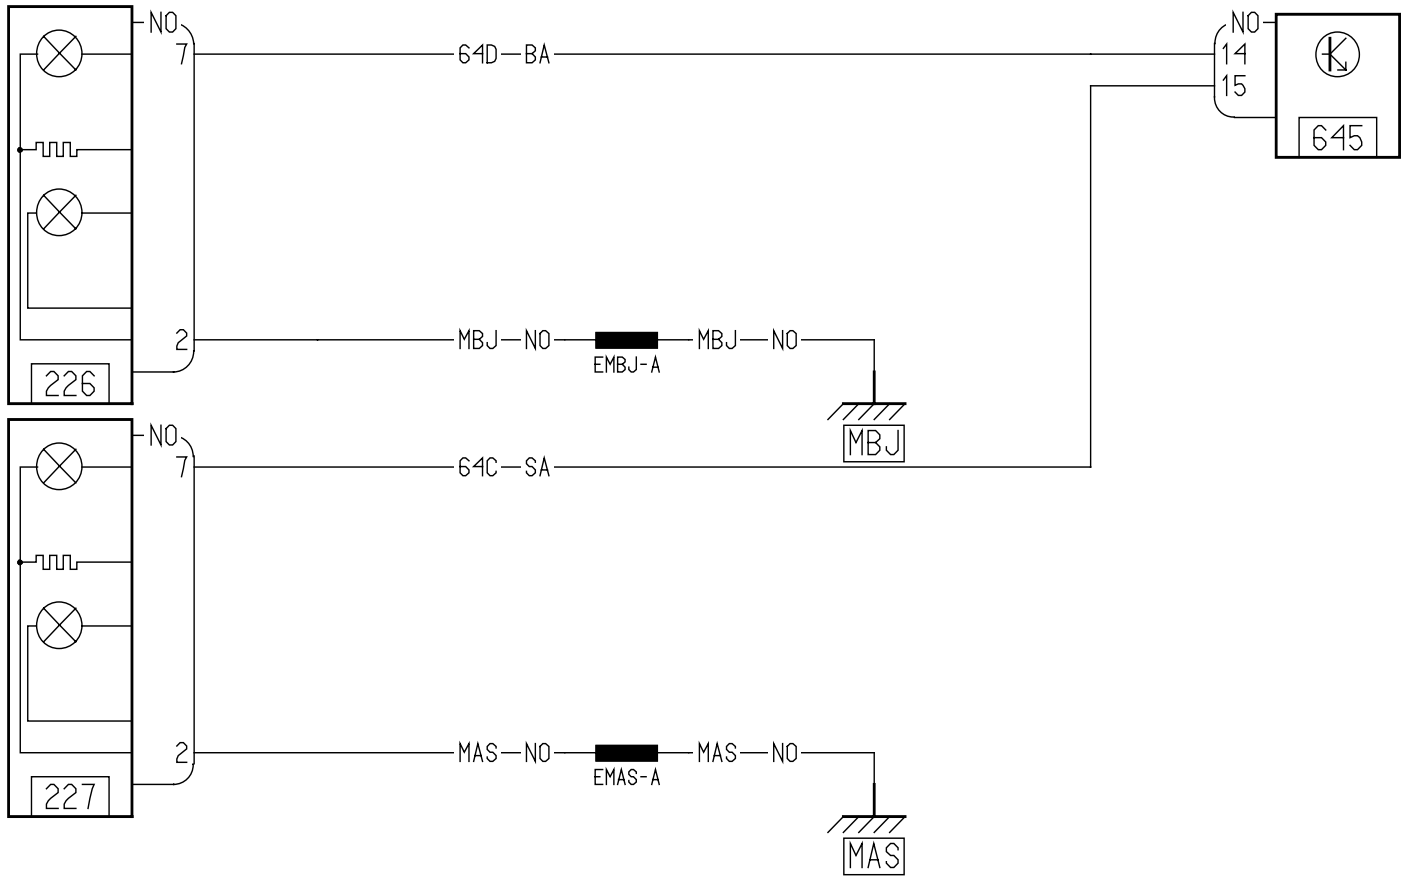 NO NO
7 64D BA 14
15
645
2 MBJ NO MBJ NO
EMBJ-A
226
MBJ
NO
7 64C SA
2 MAS NO MAS NO
EMAS-A
227
MAS